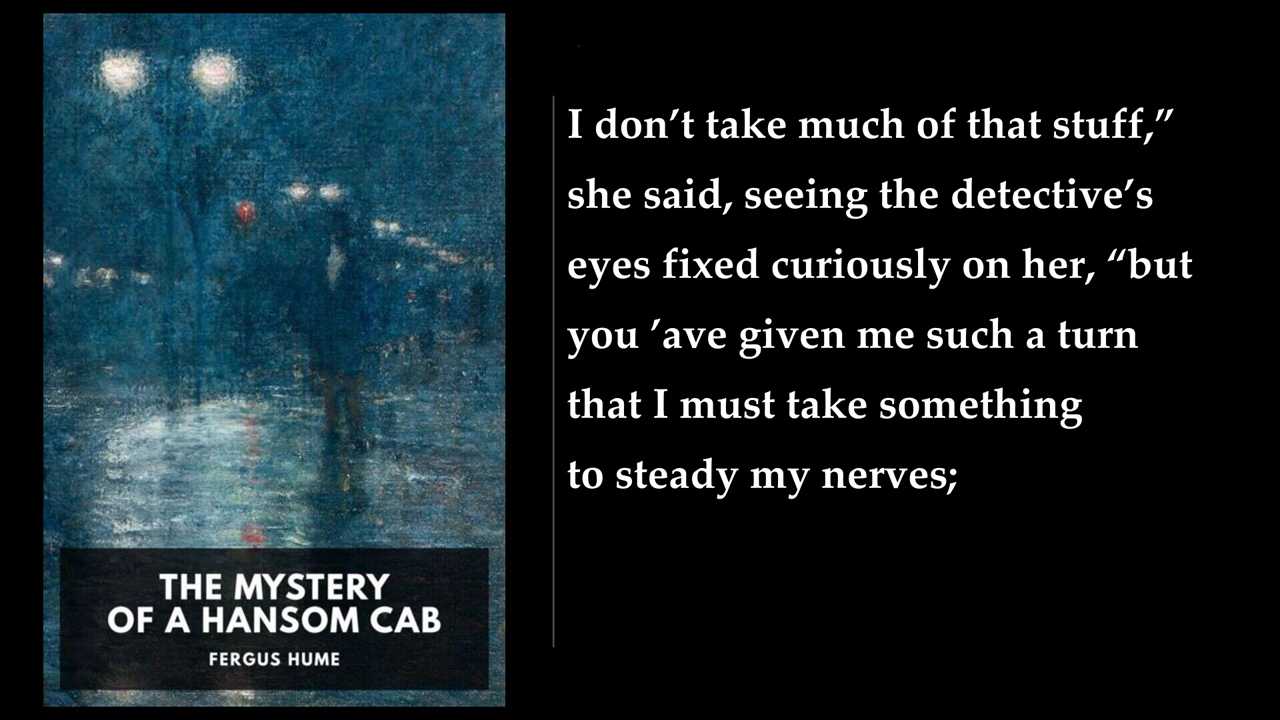 I don’t take much of that stuff,”
she said, seeing the detective’s
eyes fixed curiously on her, “but
you ’ave given me such a turn
that I must take something
to steady my nerves;
THE MYSTERY
OF A HANSOM CAB
FERGUS HUME